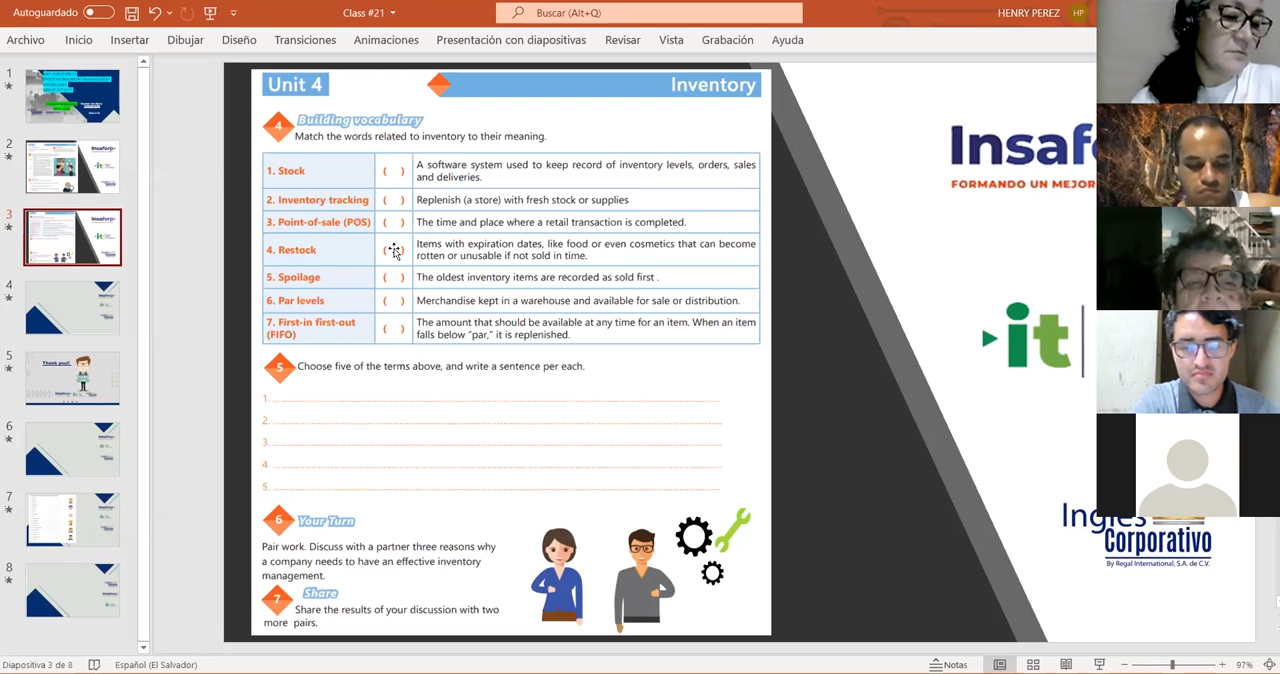 Autoguardado
Class #21
Buscar (Alt+Q)
HENRY PEREZ
HP
Archivo Inicio Insertar Dibujar Diseño Transiciones Animaciones Presentación con diapositivas Revisar Vista Grabación Ayuda
1
2
3
4
5
Thank you!!
6
7
8
Unit 4
Inventory
4 Building vocabulary
Match the words related to inventory to their meaning.
1. Stock ( ) A software system used to keep record of inventory levels, orders, sales
and deliveries.
2. Inventory tracking ( ) Replenish (a store) with fresh stock or supplies
3. Point-of-sale (POS) ( ) The time and place where a retail transaction is completed.
4. Restock ( ) Items with expiration dates, like food or even cosmetics that can become
rotten or unusable if not sold in time.
5. Spoilage ( ) The oldest inventory items are recorded as sold first .
6. Par levels ( ) Merchandise kept in a warehouse and available for sale or distribution.
7. First-in first-out
(FIFO) ( ) The amount that should be available at any time for an item. When an item
falls below “par,” it is replenished.
5 Choose five of the terms above, and write a sentence per each.
1.
2.
3.
4.
5.
6 Your Turn
Pair work. Discuss with a partner three reasons why
a company needs to have an effective inventory
management.
7 Share
Share the results of your discussion with two
more pairs.
Insafo
FORMANDO UN MEJOR
it
Inglés
Corporativo
By Regal International, S.A. de C.V.
Diapositiva 3 de 8
Español (El Salvador)
Notas
97%